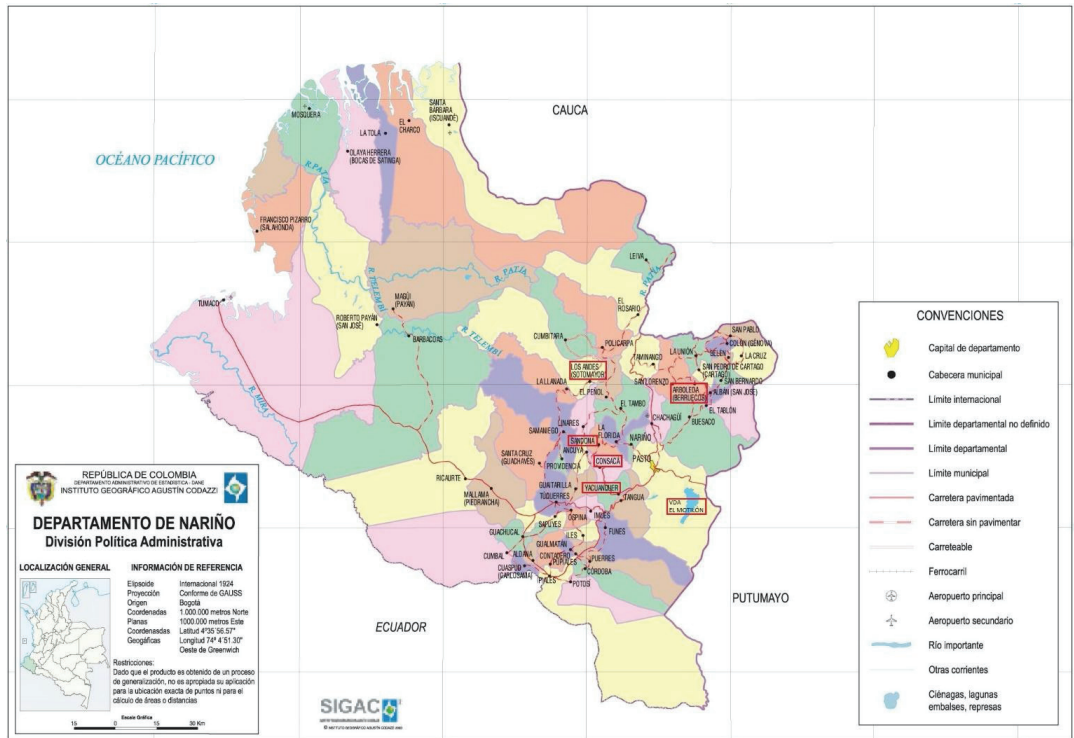 CAUCA
OCÉANO PACÍFICO
MOSQUERA
LA TOLA
EL
CHARCO
SANTA
BÁRBARA
(ISCUANDÉ)
OLAYA HERRERA
(BOCAS DE SATINGA)
R. PATÍA
FRANCISCO PIZARRO
(SALAHONDA)
LEIVA
R. PATÍA
R. PATÍA
R. TELEMBÍ
TUMACO
MAGÜI
(PAYÁN)
EL
ROSARIO
ROBERTO PAYÁN
(SAN JOSÉ)
BARBACOAS
R. TELEMBÍ
CUMBITARA
POLICARPA
SAN PABLO
COLÓN (GÉNOVA)
LA UNIÓN
BELÉN
LA CRUZ
TAMINANGO
SAN PEDRO DE CARTAGO
(CARTAGO)
LOS ANDES
(SOTOMAYOR)
SAN LORENZO
SAN BERNARDO
LA LLANADA
EL PEÑOL
ARBOLEDA
(BERRUECOS)
ALBÁN (SAN JOSÉ)
R. MIRA
EL TAMBO
EL TABLÓN
CHACHAGÜÍ
BUESACO
LINARES
LA
FLORIDA
SAMANIEGO
SANDONA
NARIÑO
ANCUYA
SANTA CRUZ
(GUACHAVÉS)
PROVIDENCIA
CONSACÁ
PASTO
RICAURTE
MALLAMA
(PIEDRANCHA)
GUAITARILLA
YACUANQUER
TÚQUERRES
TANGUA
VDA
EL MOTILÓN
OSPINA
IMUES
SAPUYES
GUACHUCAL
ILES
FUNES
GUALMATÁN
CUMBAL
ALDANA
CONTADERO
PUPIALES
PUERRES
CUASPUD
(CARLOSAMA)
CÓRDOBA
IPIALES
POTOSÍ
PUTUMAYO
ECUADOR
REPÚBLICA DE COLOMBIA
DEPARTAMENTO ADMINISTRATIVO DE ESTADISTICA - DANE
INSTITUTO GEOGRÁFICO AGUSTÍN CODAZZI
DEPARTAMENTO DE NARIÑO
División Política Administrativa
LOCALIZACIÓN GENERAL
INFORMACIÓN DE REFERENCIA
Elipsoide Internacional 1924
Proyección Conforme de GAUSS
Origen Bogotá
Coordenadas 1.000.000 metros Norte
Planas 1000.000 metros Este
Coordenasdas Latitud 4°35´56.57"
Geográficas Longitud 74° 4´51.30"
Oeste de Greenwich
Restricciones:
Dado que el producto es obtenido de un proceso
de generalización, no es apropiada su aplicación
para la ubicación exacta de puntos ni para el
cálculo de áreas o distancias
Escala Gráfica
15 0 15 30 Km
SIGAC
© INSTITUTO GEOGRÁFICO AGUSTÍN CODAZZI
CONVENCIONES
Capital de departamento
Cabecera municipal
Límite internacional
Límite departamental no definido
Límite departamental
Límite municipal
Carretera pavimentada
Carretera sin pavimentar
Carreteable
Ferrocarril
Aeropuerto principal
Aeropuerto secundario
Río importante
Otras corrientes
Ciénagas, lagunas
embalses, represas